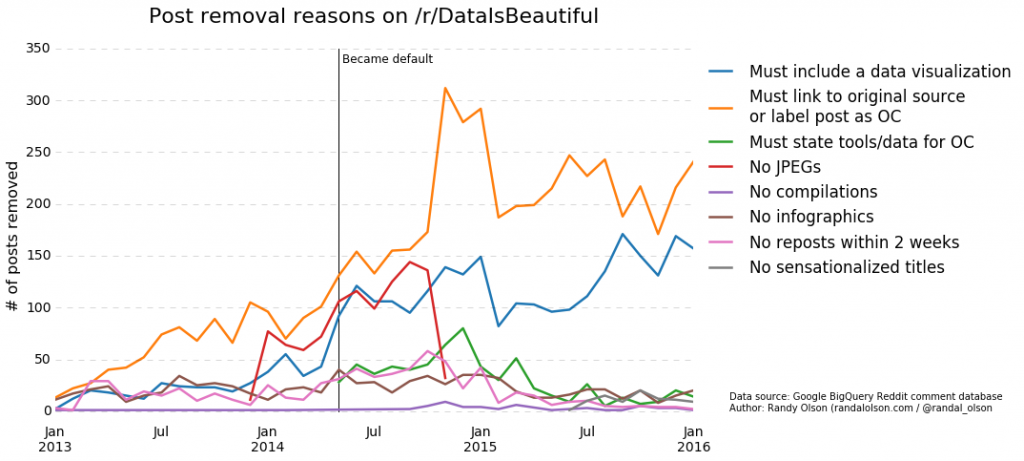 Post removal reasons on /r/DataIsBeautiful
350
300
250
200
150
100
50
0
# of posts removed
Became default
Jan
2013
Jul
Jan
2014
Jul
Jan
2015
Jul
Jan
2016
Must include a data visualization
Must link to original source
or label post as OC
Must state tools/data for OC
No JPEGs
No compilations
No infographics
No reposts within 2 weeks
No sensationalized titles
Data source: Google BigQuery Reddit comment database
Author: Randy Olson (randalolson.com / @randal_olson